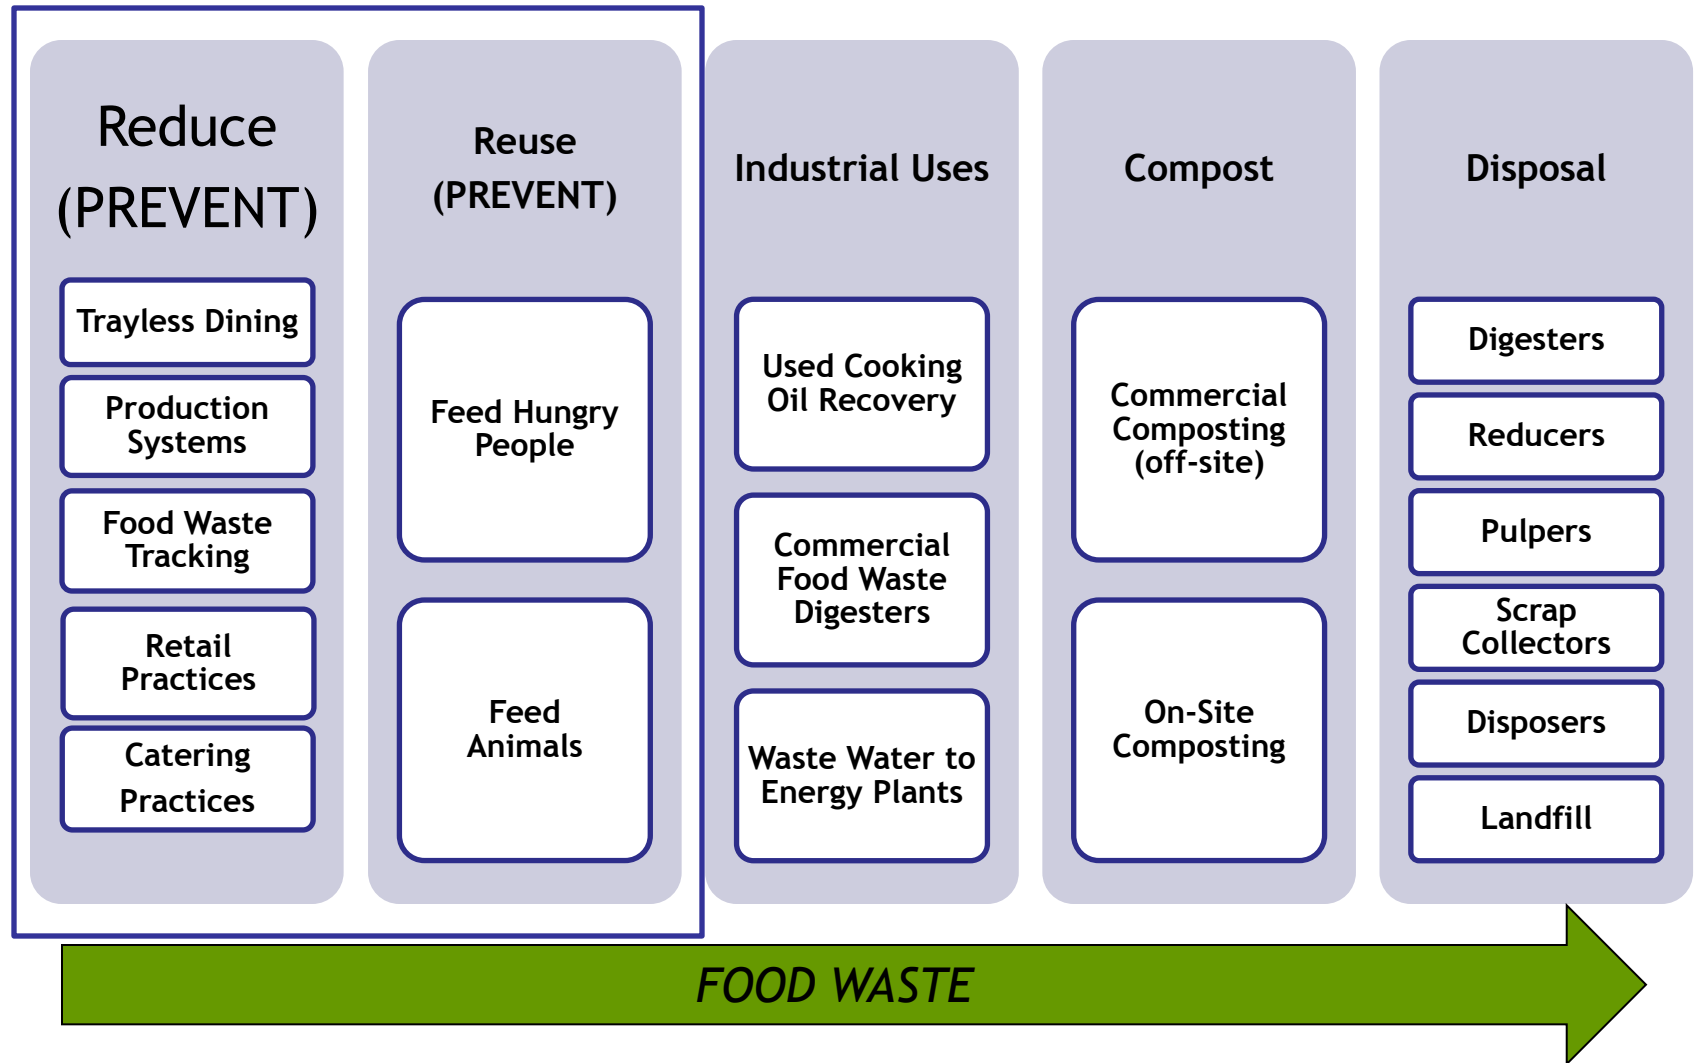 Reduce
(PREVENT)
Trayless Dining
Production
Systems
Food Waste
Tracking
Retail
Practices
Catering
Practices
Reuse
(PREVENT)
Feed Hungry
People
Feed
Animals
Industrial Uses
Used Cooking
Oil Recovery
Commercial
Food Waste
Digesters
Waste Water to
Energy Plants
Compost
Commercial
Composting
(off-site)
On-Site
Composting
Disposal
Digesters
Reducers
Pulpers
Scrap
Collectors
Disposers
Landfill
FOOD WASTE